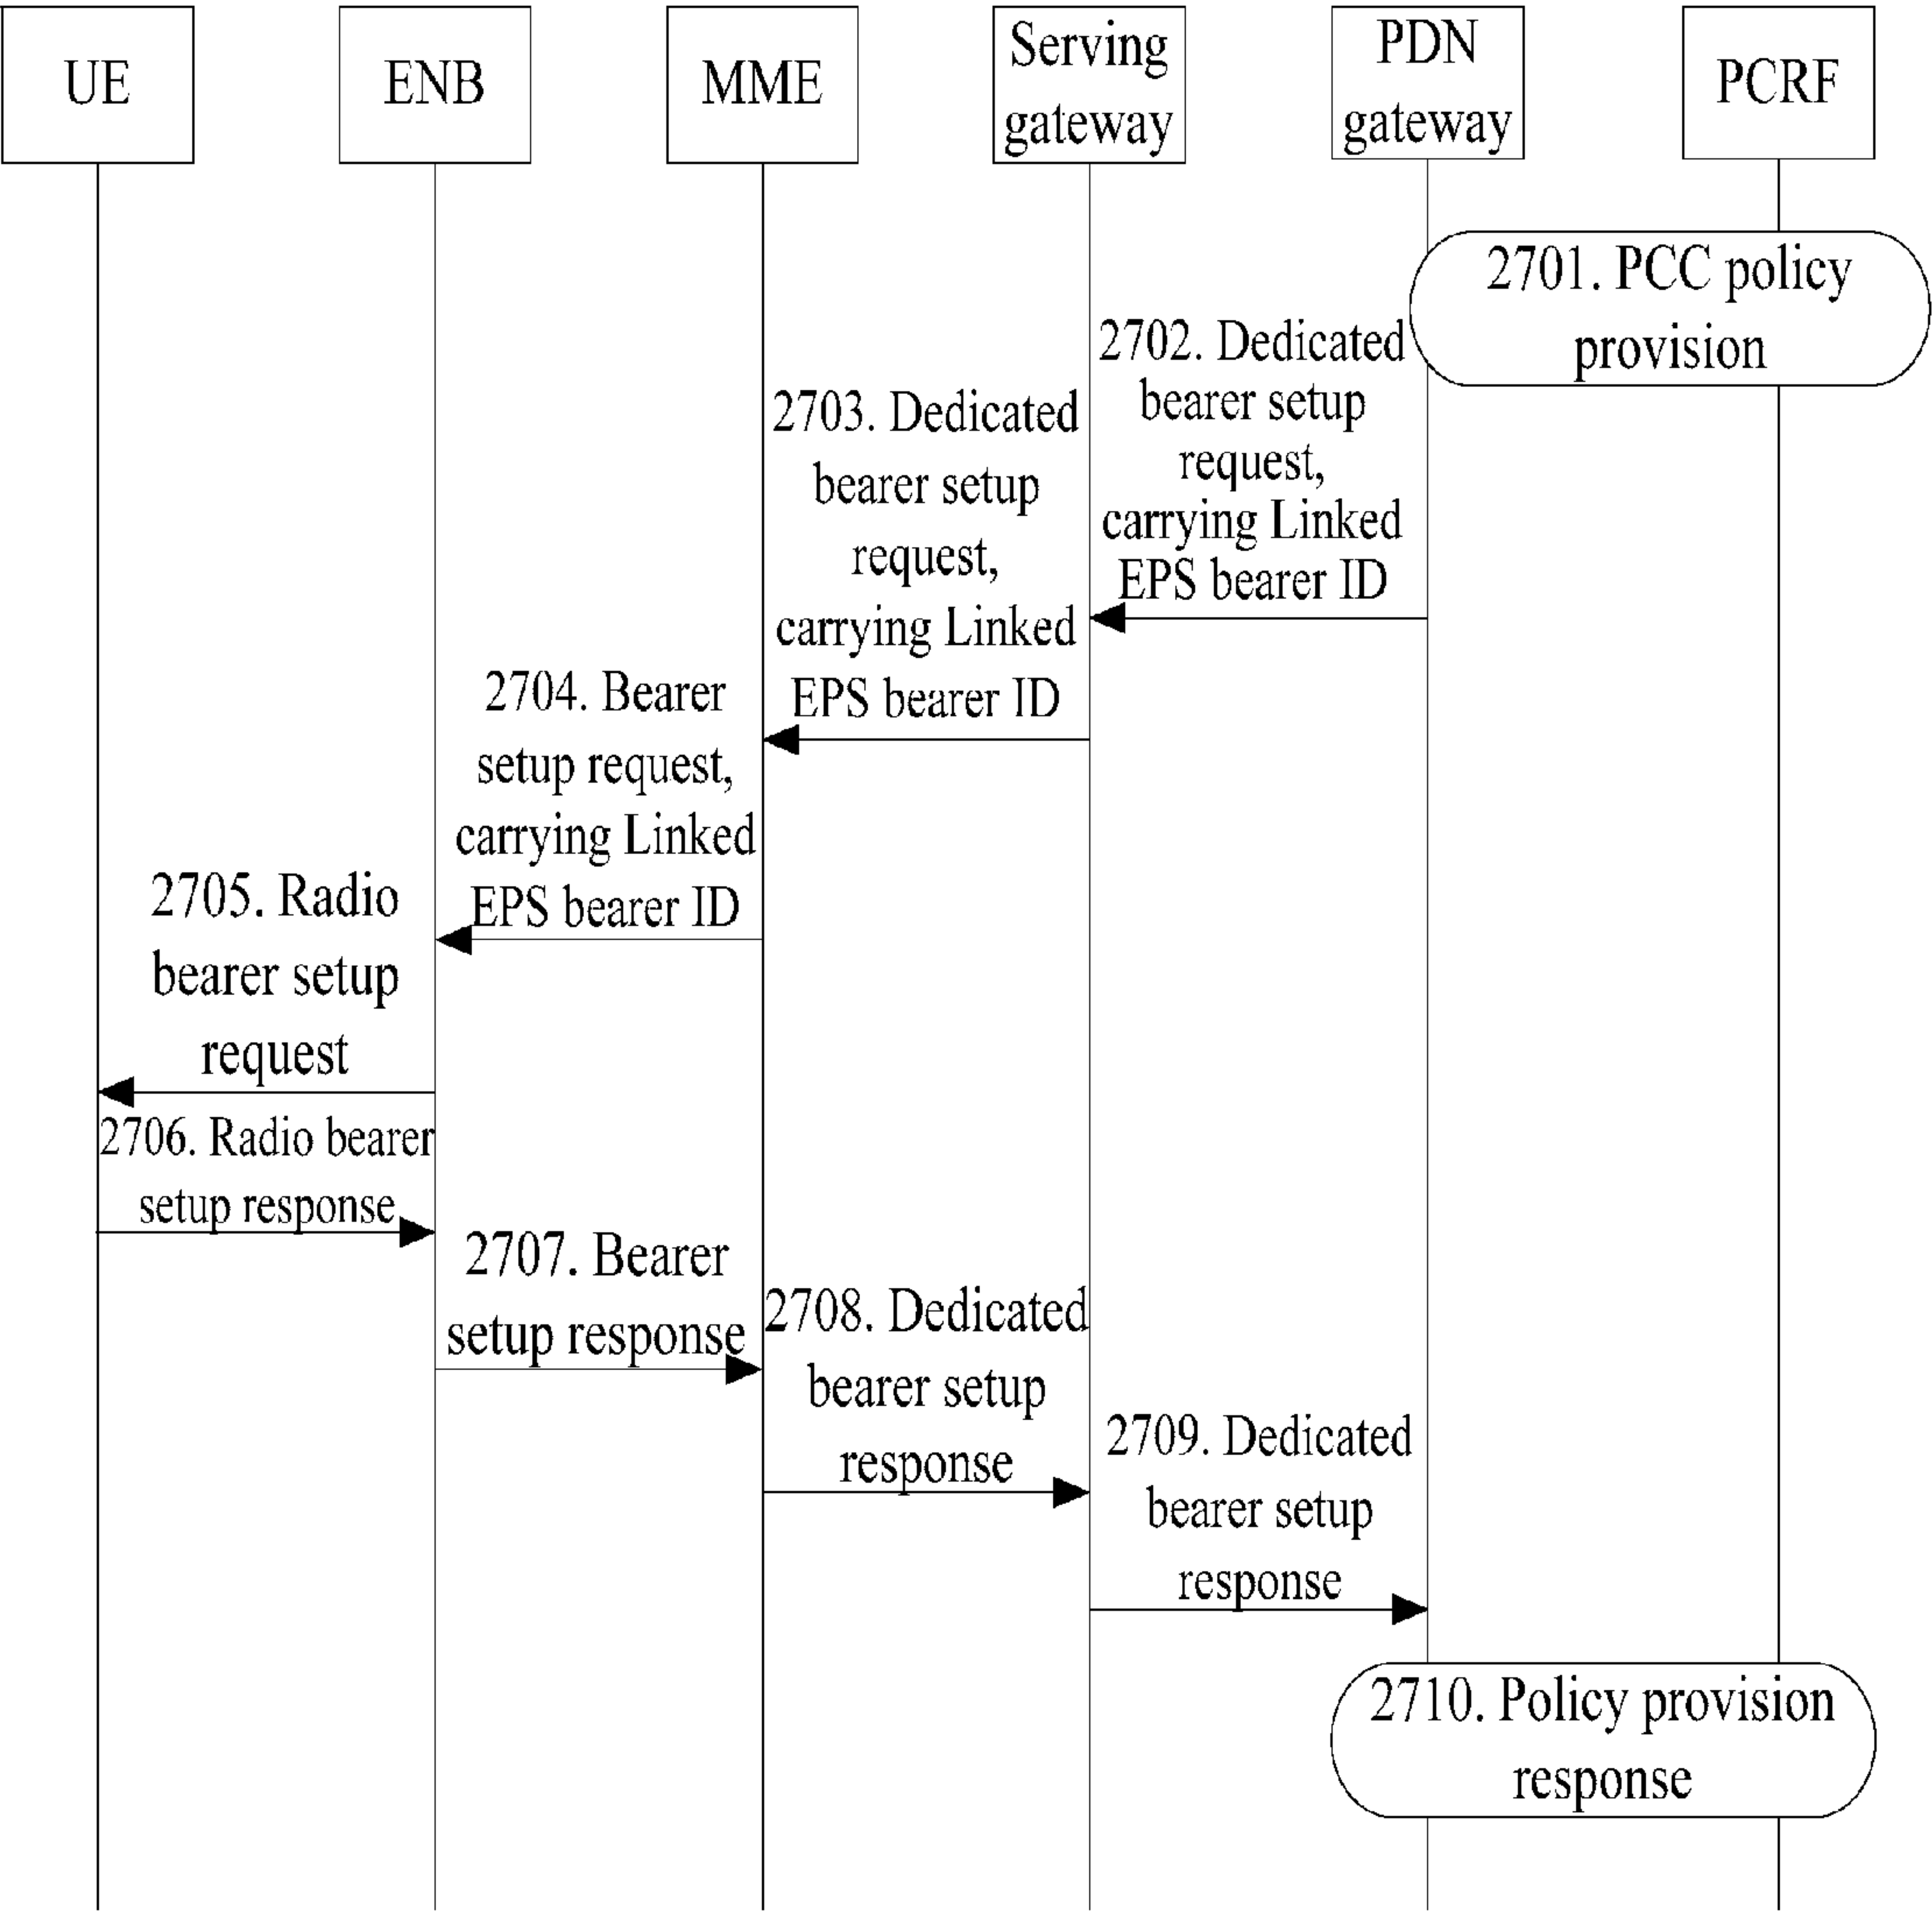 UE
ENB
MME
Serving
gateway
PDN
gateway
PCRF
2701. PCC policy
provision
2702. Dedicated
bearer setup
request,
carrying Linked
EPS bearer ID
2703. Dedicated
bearer setup
request,
carrying Linked
EPS bearer ID
2704. Bearer
setup request,
carrying Linked
EPS bearer ID
2705. Radio
bearer setup
request
2706. Radio bearer
setup response
2707. Bearer
setup response
2708. Dedicated
bearer setup
response
2709. Dedicated
bearer setup
response
2710. Policy provision
response